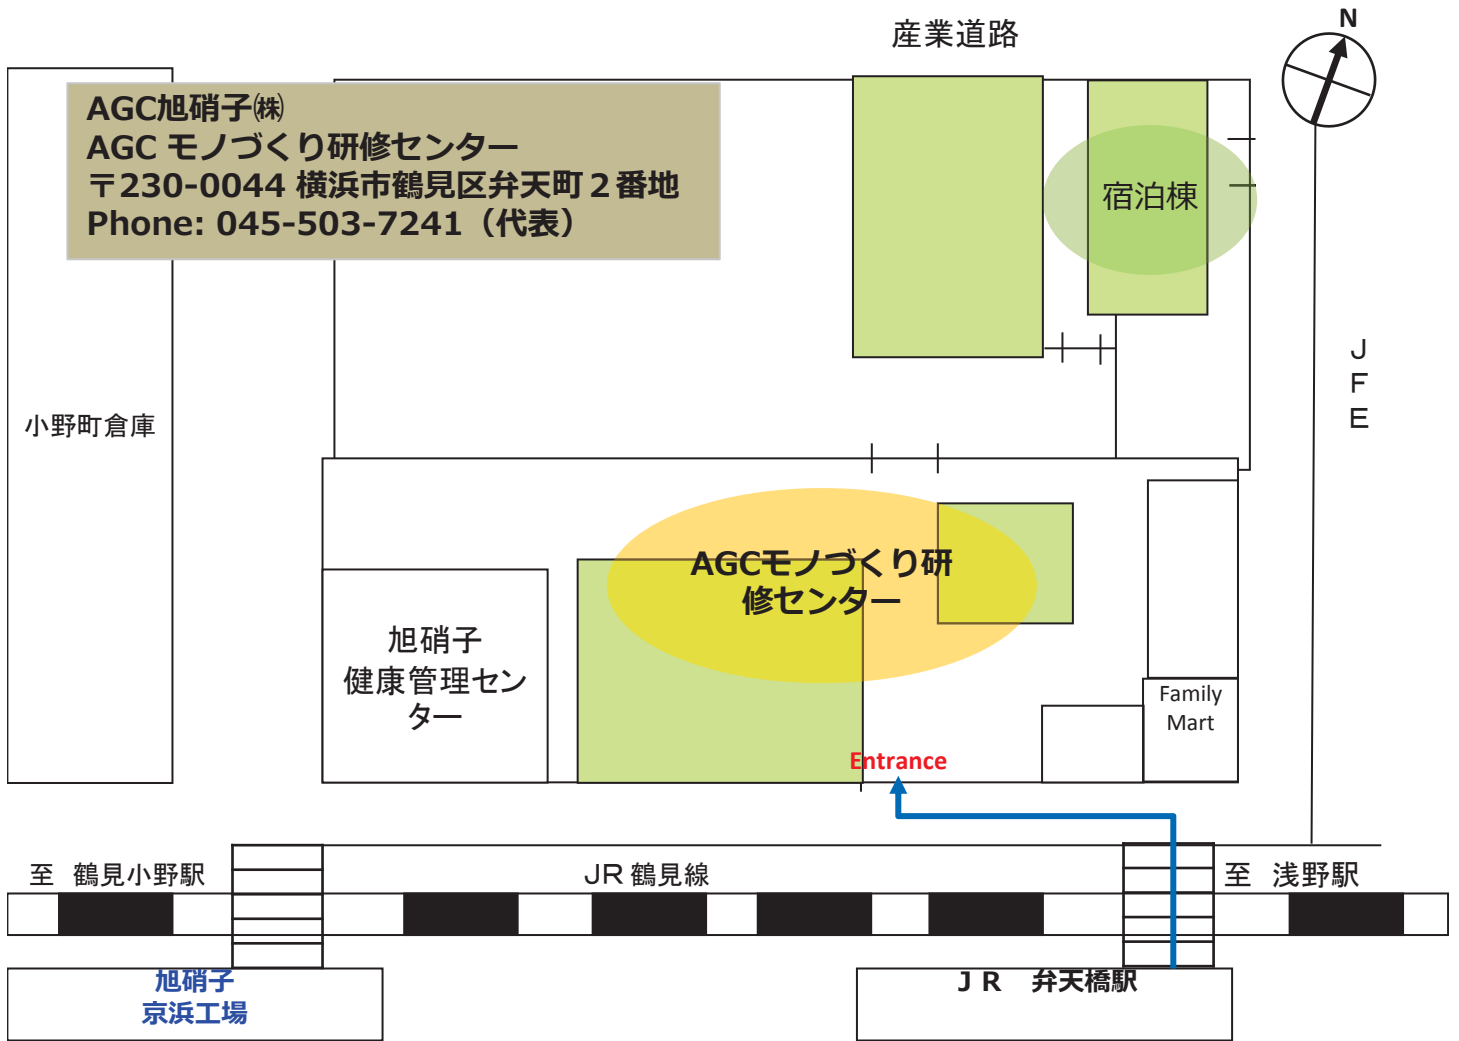 産業道路
N
AGC旭硝子㈱
AGC モノづくり研修センター
〒230-0044 横浜市鶴見区弁天町２番地
Phone: 045-503-7241（代表）
宿泊棟
J
F
E
小野町倉庫
AGCモノづくり研
修センター
旭硝子
健康管理セン
ター
Family
Mart
Entrance
至 鶴見小野駅
JR 鶴見線
至 浅野駅
旭硝子
京浜工場
ＪＲ 弁天橋駅